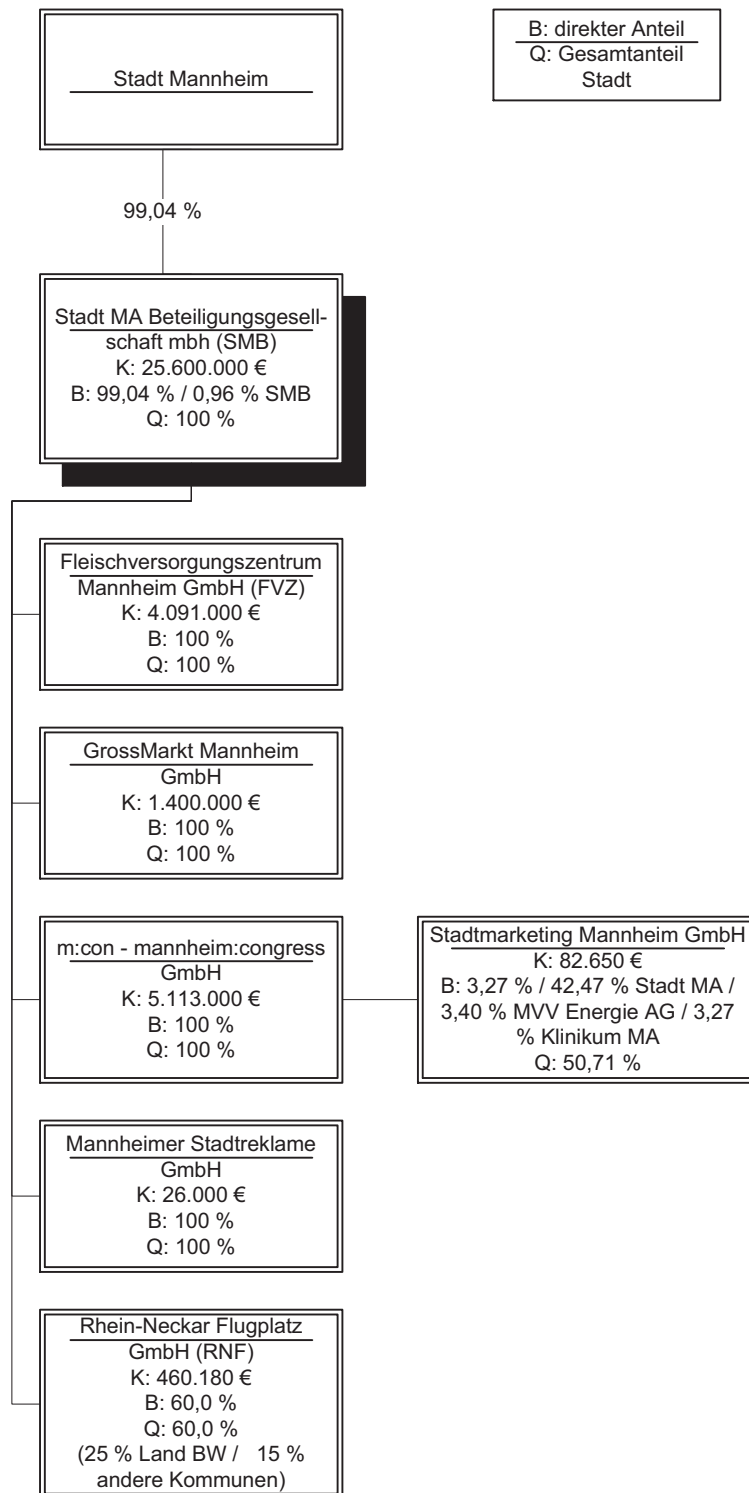 Stadt Mannheim
B: direkter Anteil
Q: Gesamtanteil
Stadt
99,04 %
Stadt MA Beteiligungsgesell-
schaft mbh (SMB)
K: 25.600.000 €
B: 99,04 % / 0,96 % SMB
Q: 100 %
Fleischversorgungszentrum
Mannheim GmbH (FVZ)
K: 4.091.000 €
B: 100 %
Q: 100 %
GrossMarkt Mannheim
GmbH
K: 1.400.000 €
B: 100 %
Q: 100 %
m:con - mannheim:congress
GmbH
K: 5.113.000 €
B: 100 %
Q: 100 %
Stadtmarketing Mannheim GmbH
K: 82.650 €
B: 3,27 % / 42,47 % Stadt MA /
3,40 % MVV Energie AG / 3,27
% Klinikum MA
Q: 50,71 %
Mannheimer Stadtreklame
GmbH
K: 26.000 €
B: 100 %
Q: 100 %
Rhein-Neckar Flugplatz
GmbH (RNF)
K: 460.180 €
B: 60,0 %
Q: 60,0 %
(25 % Land BW / 15 %
andere Kommunen)